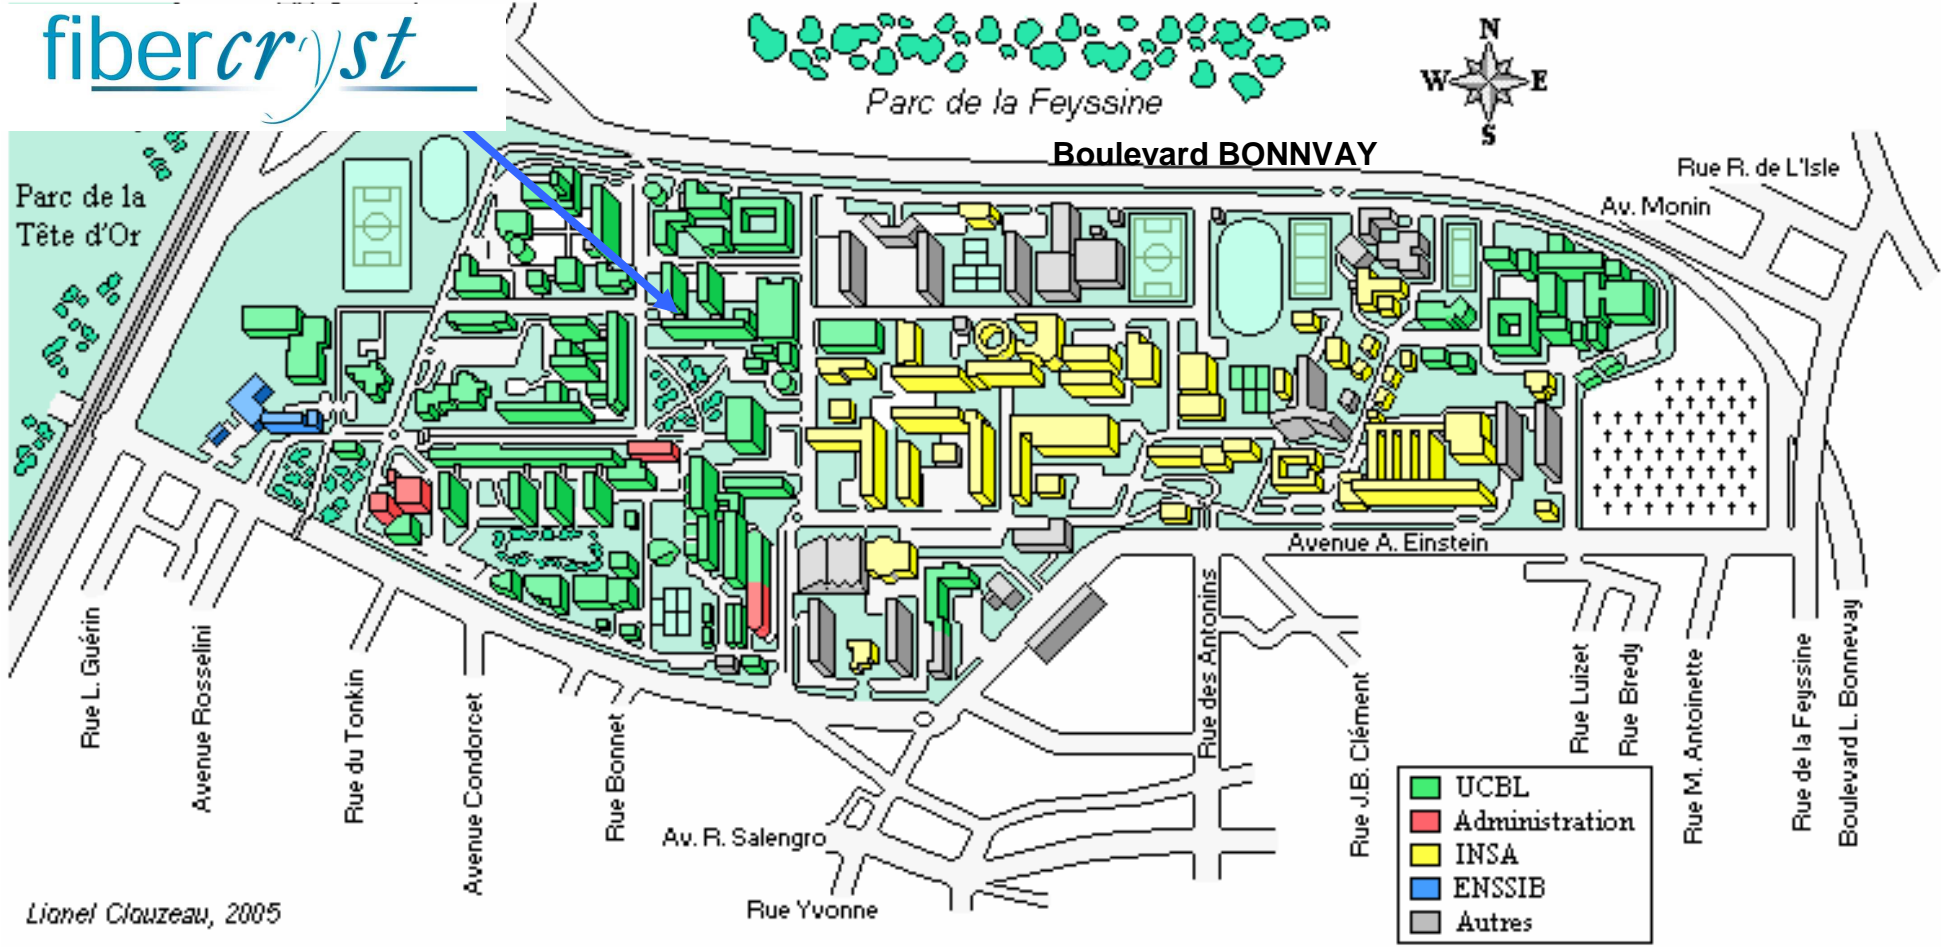 fibercryst
Parc de la Feyssine
N
W
E
S
Boulevard BONNVAY
Rue R. de L'Isle
Av. Monin
Parc de la
Tête d'Or
Avenue A. Einstein
Rue L. Guérin
Avenue Rosselini
Rue du Tonkin
Avenue Condorcet
Rue Bonnet
Rue des Antonins
Rue J.B. Clément
Rue Luizet
Rue Bredy
Rue M. Antoinette
Rue de la Feyssine
Boulevard L. Bonnevay
Av. R. Salengro
Rue Yvonne
UCBL
Administration
INSA
ENSSIB
Autres
Lionel Clouzeau, 2005